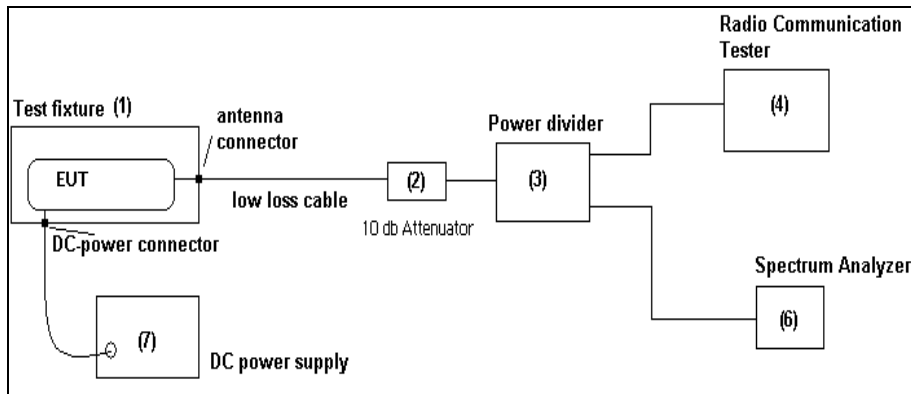 Radio Communication
Tester
(4)
Test fixture (1)
antenna
connector
Power divider
EUT
(2)
(3)
low loss cable
10 db Attenuator
DC-power connector
Spectrum Analyzer
(6)
(7)
DC power supply